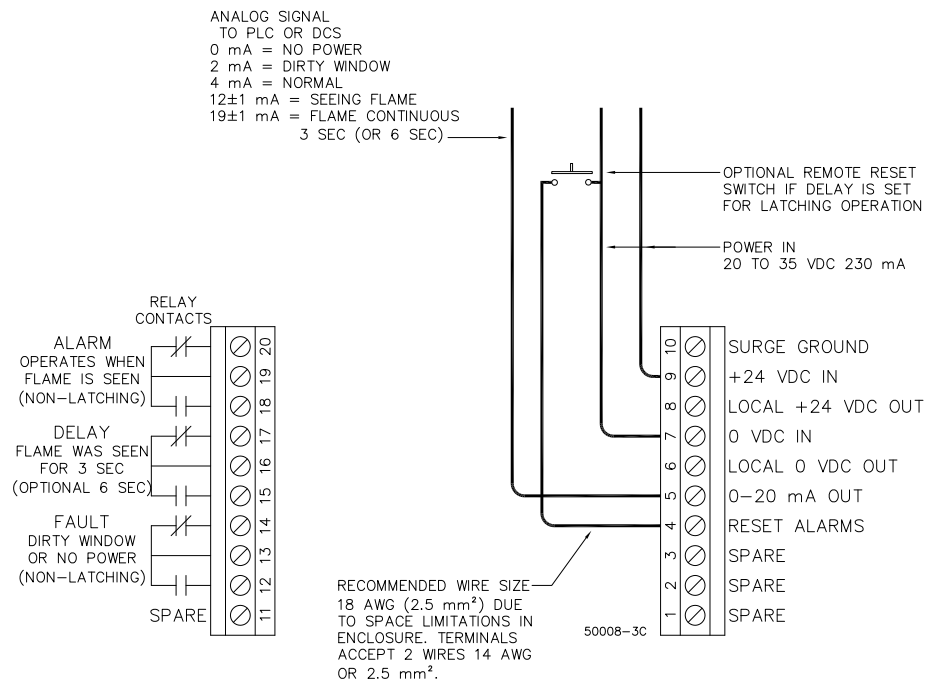 ANALOG SIGNAL
TO PLC OR DCS
0 mA = NO POWER
2 mA = DIRTY WINDOW
4 mA = NORMAL
12±1 mA = SEEING FLAME
19±1 mA = FLAME CONTINUOUS
3 SEC (OR 6 SEC)
OPTIONAL REMOTE RESET
SWITCH IF DELAY IS SET
FOR LATCHING OPERATION
POWER IN
20 TO 35 VDC 230 mA
RELAY
CONTACTS
ALARM
OPERATES WHEN
FLAME IS SEEN
(NON-LATCHING)
DELAY
FLAME WAS SEEN
FOR 3 SEC
(OPTIONAL 6 SEC)
FAULT
DIRTY WINDOW
OR NO POWER
(NON-LATCHING)
SPARE
20
19
18
17
16
15
14
13
12
11
10 SURGE GROUND
9 +24 VDC IN
8 LOCAL +24 VDC OUT
7 0 VDC IN
6 LOCAL 0 VDC OUT
5 0-20 mA OUT
4 RESET ALARMS
3 SPARE
2 SPARE
1 SPARE
RECOMMENDED WIRE SIZE
18 AWG (2.5 mm²) DUE
TO SPACE LIMITATIONS IN
ENCLOSURE. TERMINALS
ACCEPT 2 WIRES 14 AWG
OR 2.5 mm².
50008-3C